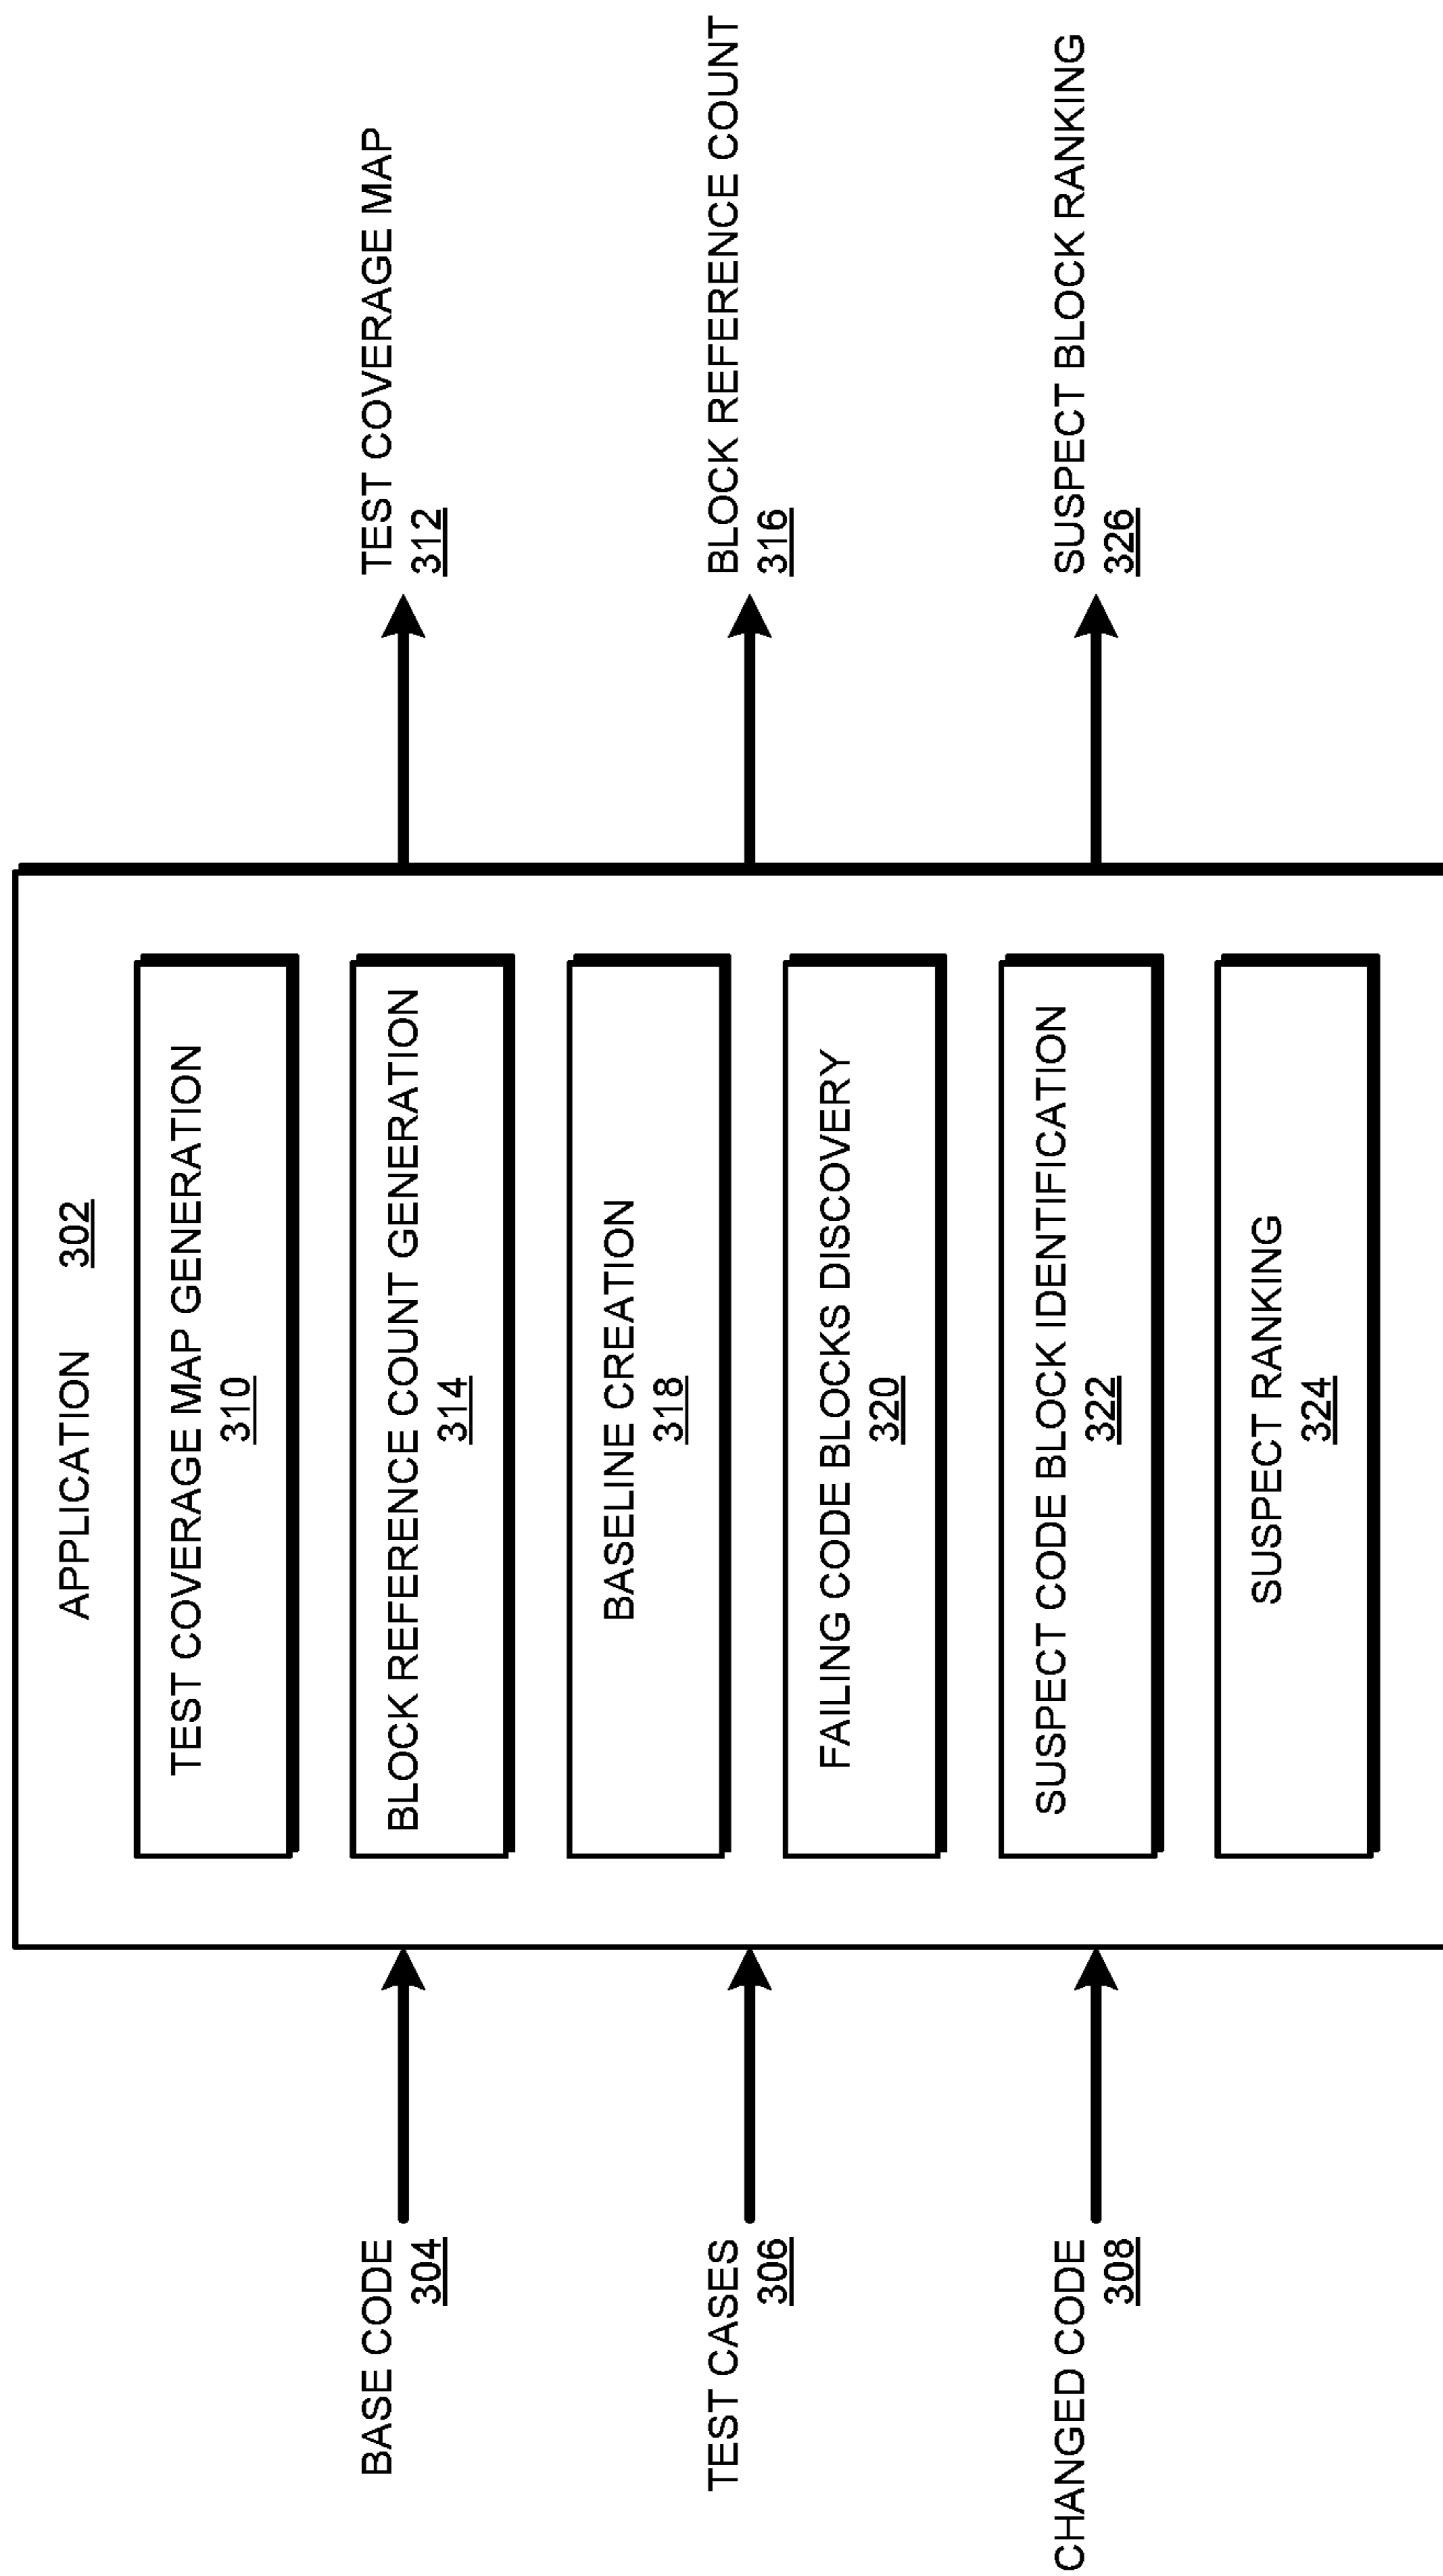 APPLICATION 302
BASE CODE
304
TEST CASES
306
CHANGED CODE
308
TEST COVERAGE MAP GENERATION
310
BLOCK REFERENCE COUNT GENERATION
314
BASELINE CREATION
318
FAILING CODE BLOCKS DISCOVERY
320
SUSPECT CODE BLOCK IDENTIFICATION
322
SUSPECT RANKING
324
TEST COVERAGE MAP
312
BLOCK REFERENCE COUNT
316
SUSPECT BLOCK RANKING
326